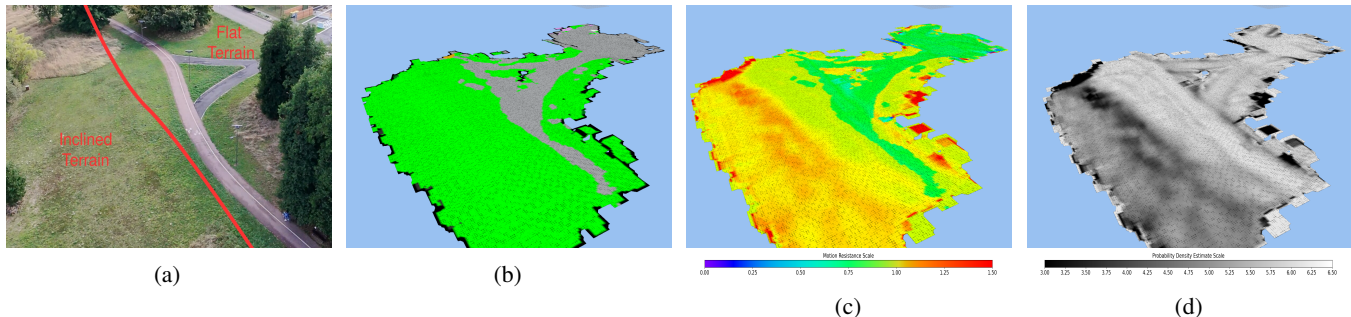 Flat
Terrain
Inclined
Terrain
(a)
(b)
Motion Resistance Scale
0.00 0.25 0.50 0.75 1.00 1.25 1.50
(c)
Probability Density Estimate Scale
3.00 3.25 3.50 3.75 4.00 4.25 4.50 4.75 5.00 5.25 5.50 5.75 6.00 6.25 6.50
(d)